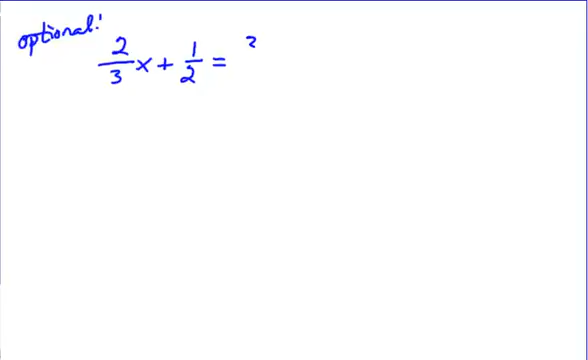 optional:
2/3 x + 1/2 =